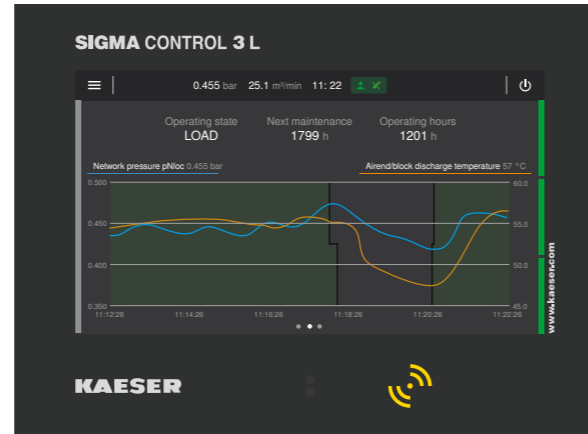 SIGMA CONTROL 3 L
0.455 bar 25.1 m³/min 11:22
Operating state Next maintenance Operating hours
LOAD 1799 h 1201 h
Network pressure pNloc 0.455 bar Airend/block discharge temperature 57 °C
0.500 60.0
0.450 55.0
0.400 50.0
0.350 45.0
11:12:26 11:14:26 11:16:26 11:18:26 11:20:26 11:22:26
www.kaeser.com
KAESER